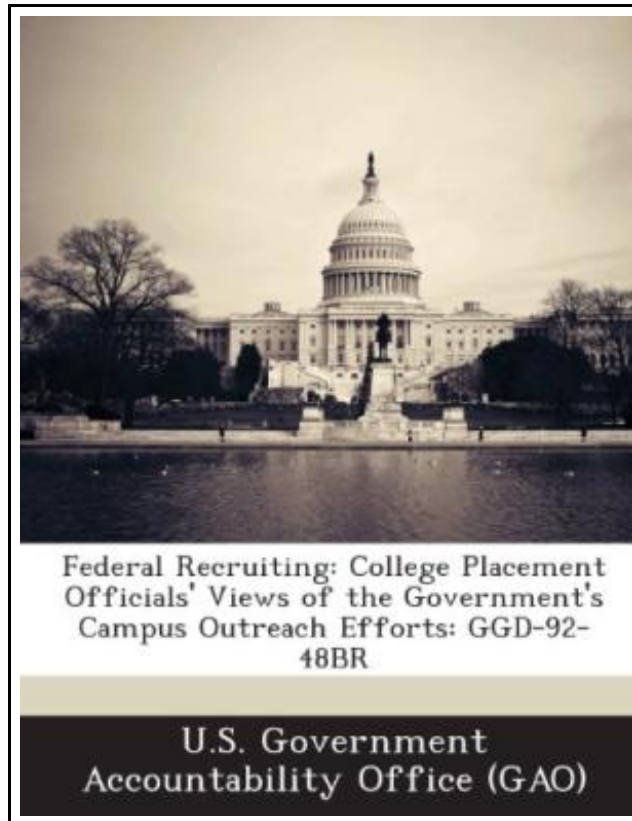 Federal Recruiting: College Placement
Officials' Views of the Government's
Campus Outreach Efforts: GGD-92-
48BR
U.S. Government
Accountability Office (GAO)